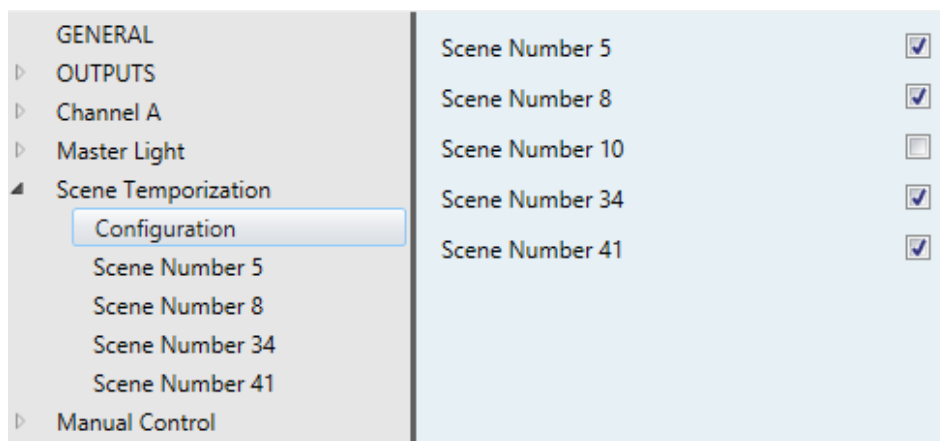 GENERAL
OUTPUTS
Channel A
Master Light
Scene Temporization
Configuration
Scene Number 5
Scene Number 8
Scene Number 34
Scene Number 41
Manual Control
Scene Number 5
Scene Number 8
Scene Number 10
Scene Number 34
Scene Number 41